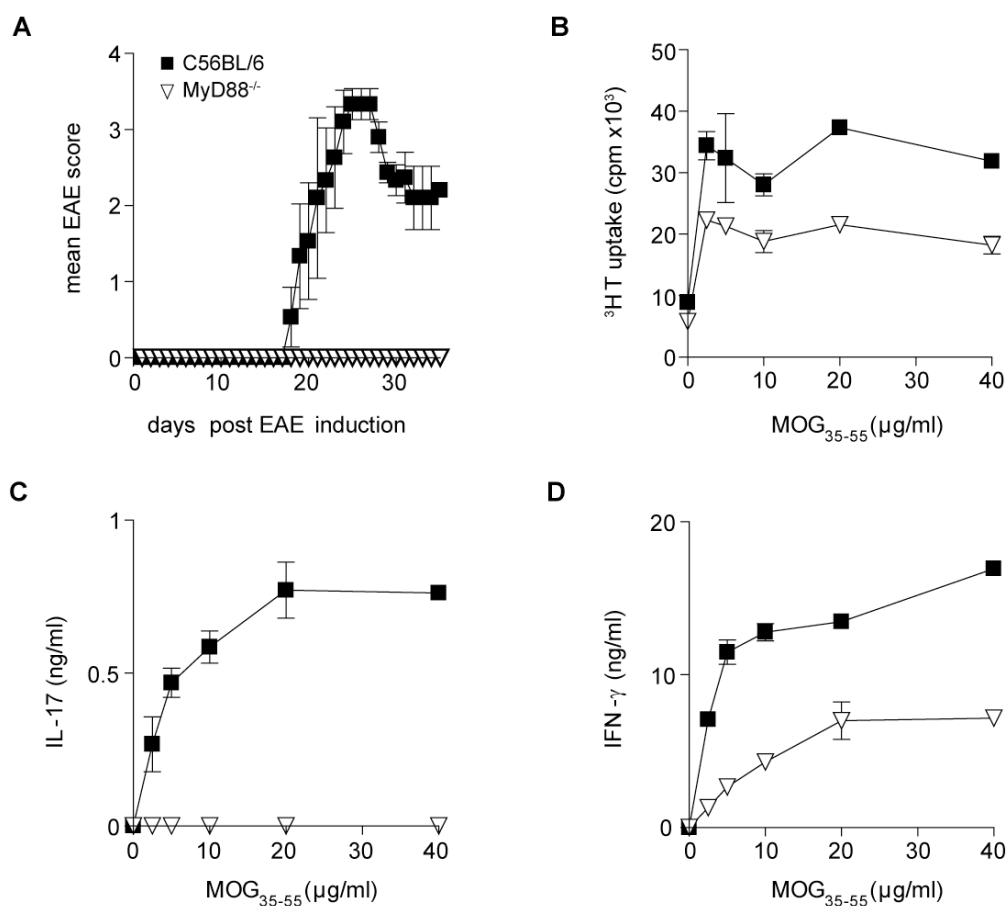 A
mean EAE score
4
3
2
1
0
C56BL/6
MyD88-/-
0 10 20 30
days post EAE induction
B
³HT uptake (cpm x10³)
50
40
30
20
10
0
0 10 20 30 40
MOG35-55 (µg/ml)
C
IL-17 (ng/ml)
1
0.5
0
0 10 20 30 40
MOG35-55 (µg/ml)
D
IFN-γ (ng/ml)
20
10
0
0 10 20 30 40
MOG35-55 (µg/ml)